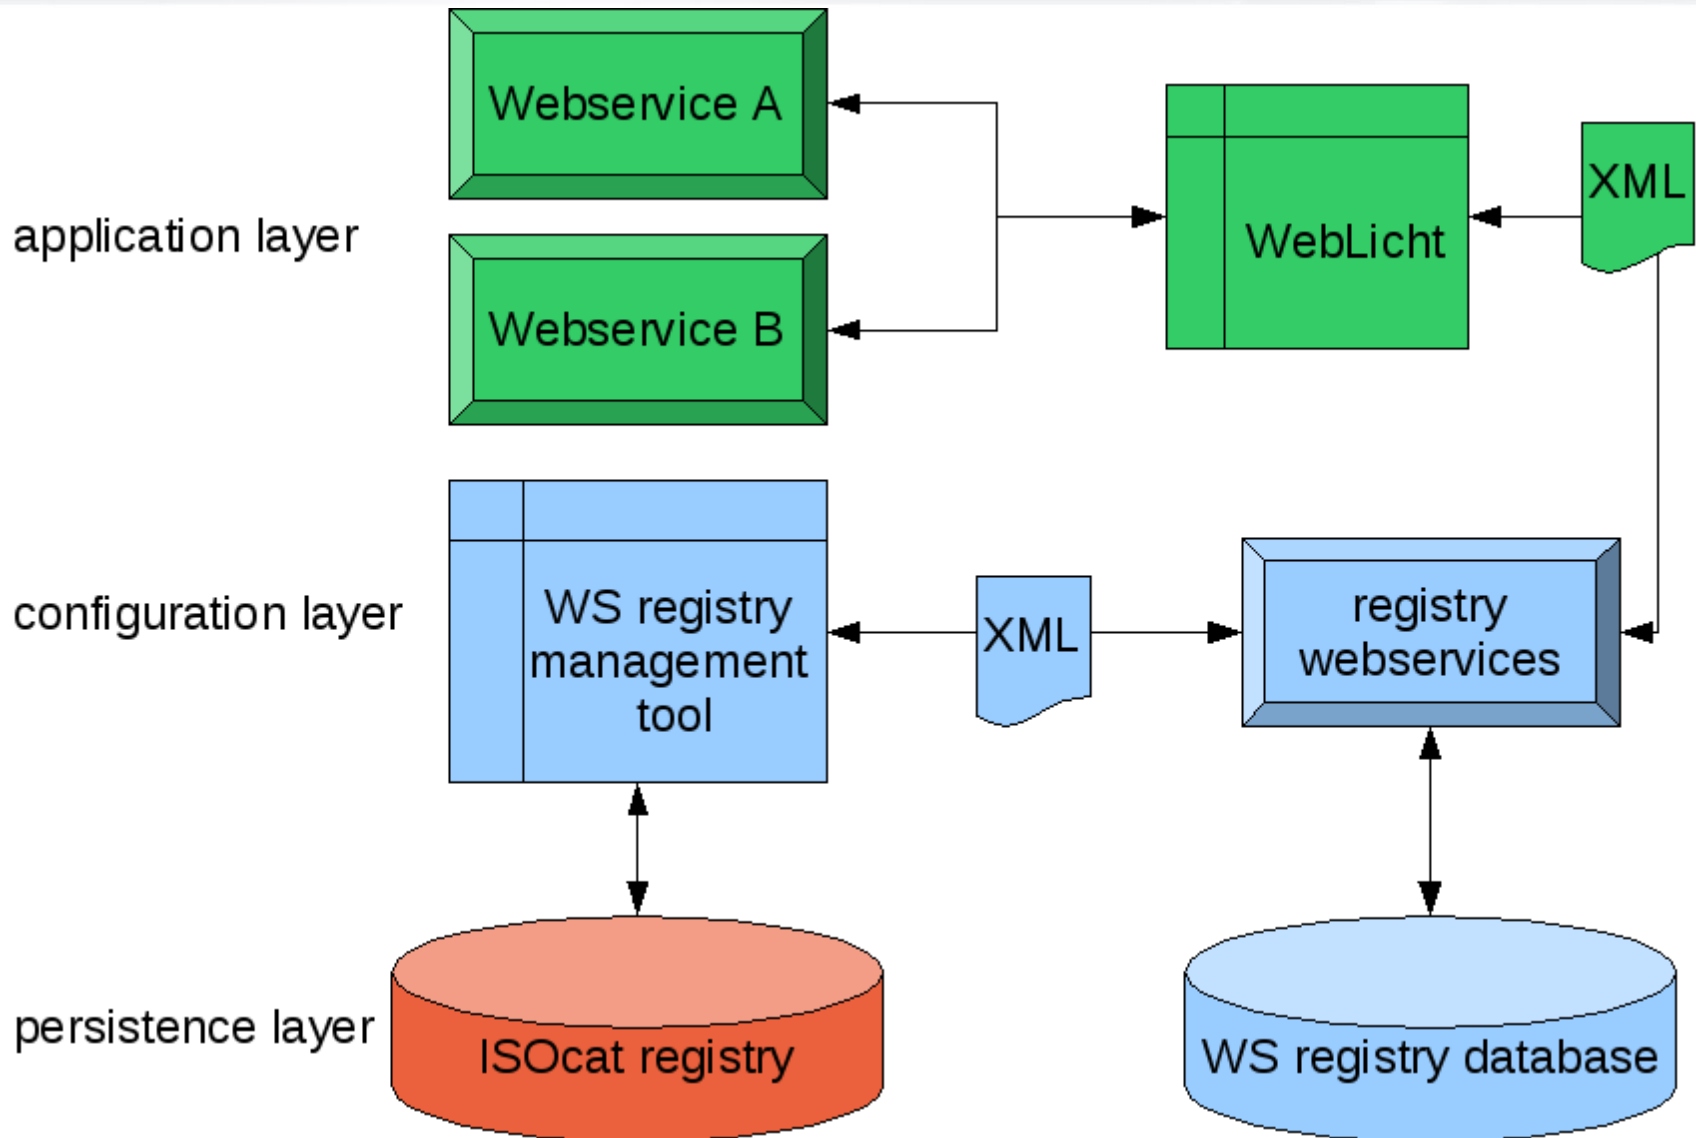 Webservice A
XML
application layer
WebLicht
Webservice B
configuration layer
WS registry
management
tool
XML
registry
webservices
persistence layer
ISOcat registry
WS registry database